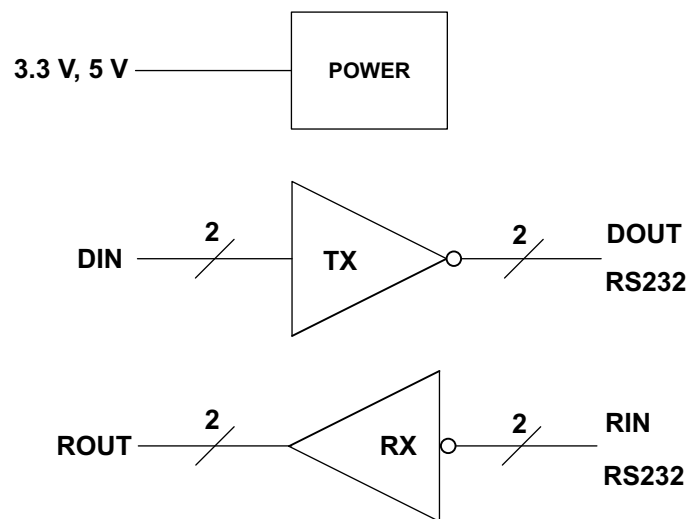 3.3 V, 5 V
POWER
DIN
2
TX
2
DOUT
RS232
ROUT
2
RX
2
RIN
RS232